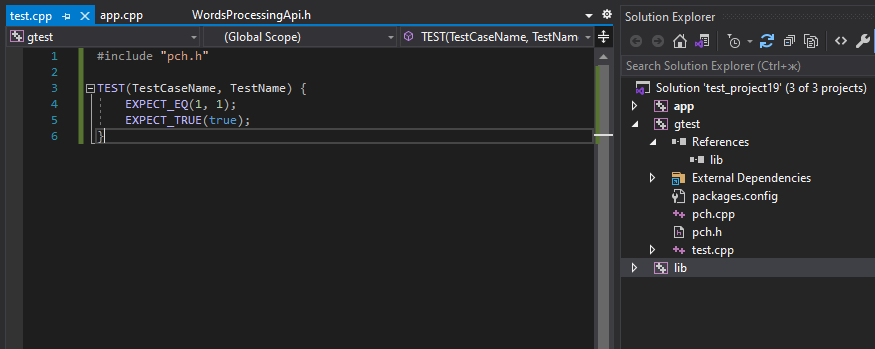 test.cpp app.cpp WordsProcessingApi.h
gtest (Global Scope) TEST(TestCaseName, TestNam
1 #include "pch.h"
2
3 TEST(TestCaseName, TestName) {
4 EXPECT_EQ(1, 1);
5 EXPECT_TRUE(true);
6 }
Solution Explorer
Search Solution Explorer (Ctrl+ж)
Solution 'test_project19' (3 of 3 projects)
app
gtest
References
lib
External Dependencies
packages.config
pch.cpp
pch.h
test.cpp
lib